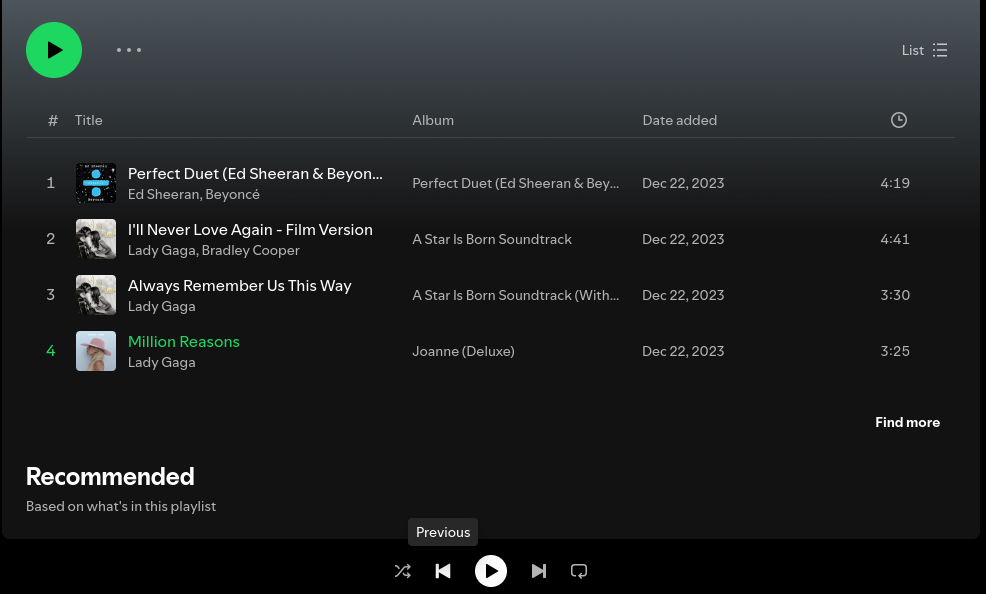 List
# Title Album Date added
1 Perfect Duet (Ed Sheeran & Beyon... Perfect Duet (Ed Sheeran & Bey... Dec 22, 2023 4:19
Ed Sheeran, Beyoncé
2 I'll Never Love Again - Film Version A Star Is Born Soundtrack Dec 22, 2023 4:41
Lady Gaga, Bradley Cooper
3 Always Remember Us This Way A Star Is Born Soundtrack (With... Dec 22, 2023 3:30
Lady Gaga
4 Million Reasons Joanne (Deluxe) Dec 22, 2023 3:25
Lady Gaga
Find more
Recommended
Based on what's in this playlist
Previous